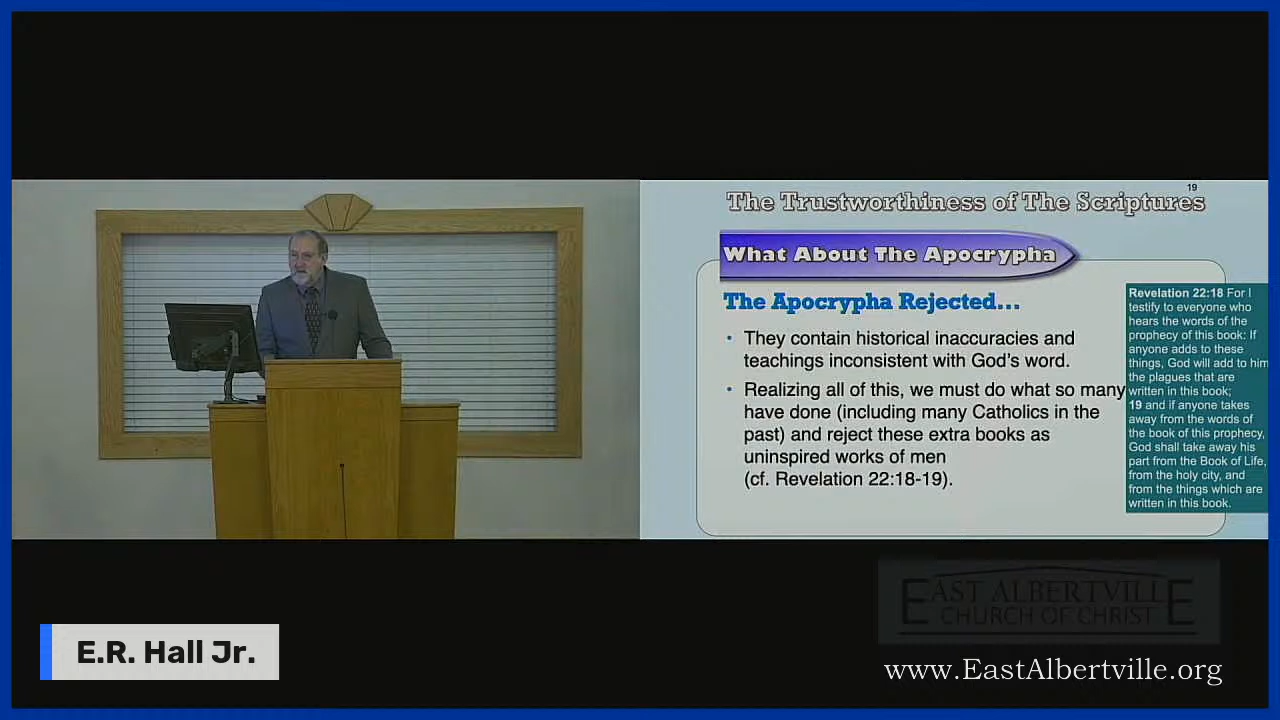 19
The Trustworthiness of The Scriptures
What About The Apocrypha
The Apocrypha Rejected...
• They contain historical inaccuracies and
teachings inconsistent with God's word.
• Realizing all of this, we must do what so many
have done (including many Catholics in the
past) and reject these extra books as
uninspired works of men
(cf. Revelation 22:18-19).
Revelation 22:18 For I
testify to everyone who
hears the words of the
prophecy of this book: If
anyone adds to these
things, God will add to him
the plagues that are
written in this book;
19 and if anyone takes
away from the words of
the book of this prophecy,
God shall take away his
part from the Book of Life,
from the holy city, and
from the things which are
written in this book.
EAST ALBERTVILLE
CHURCH OF CHRIST
E.R. Hall Jr.
www.EastAlbertville.org